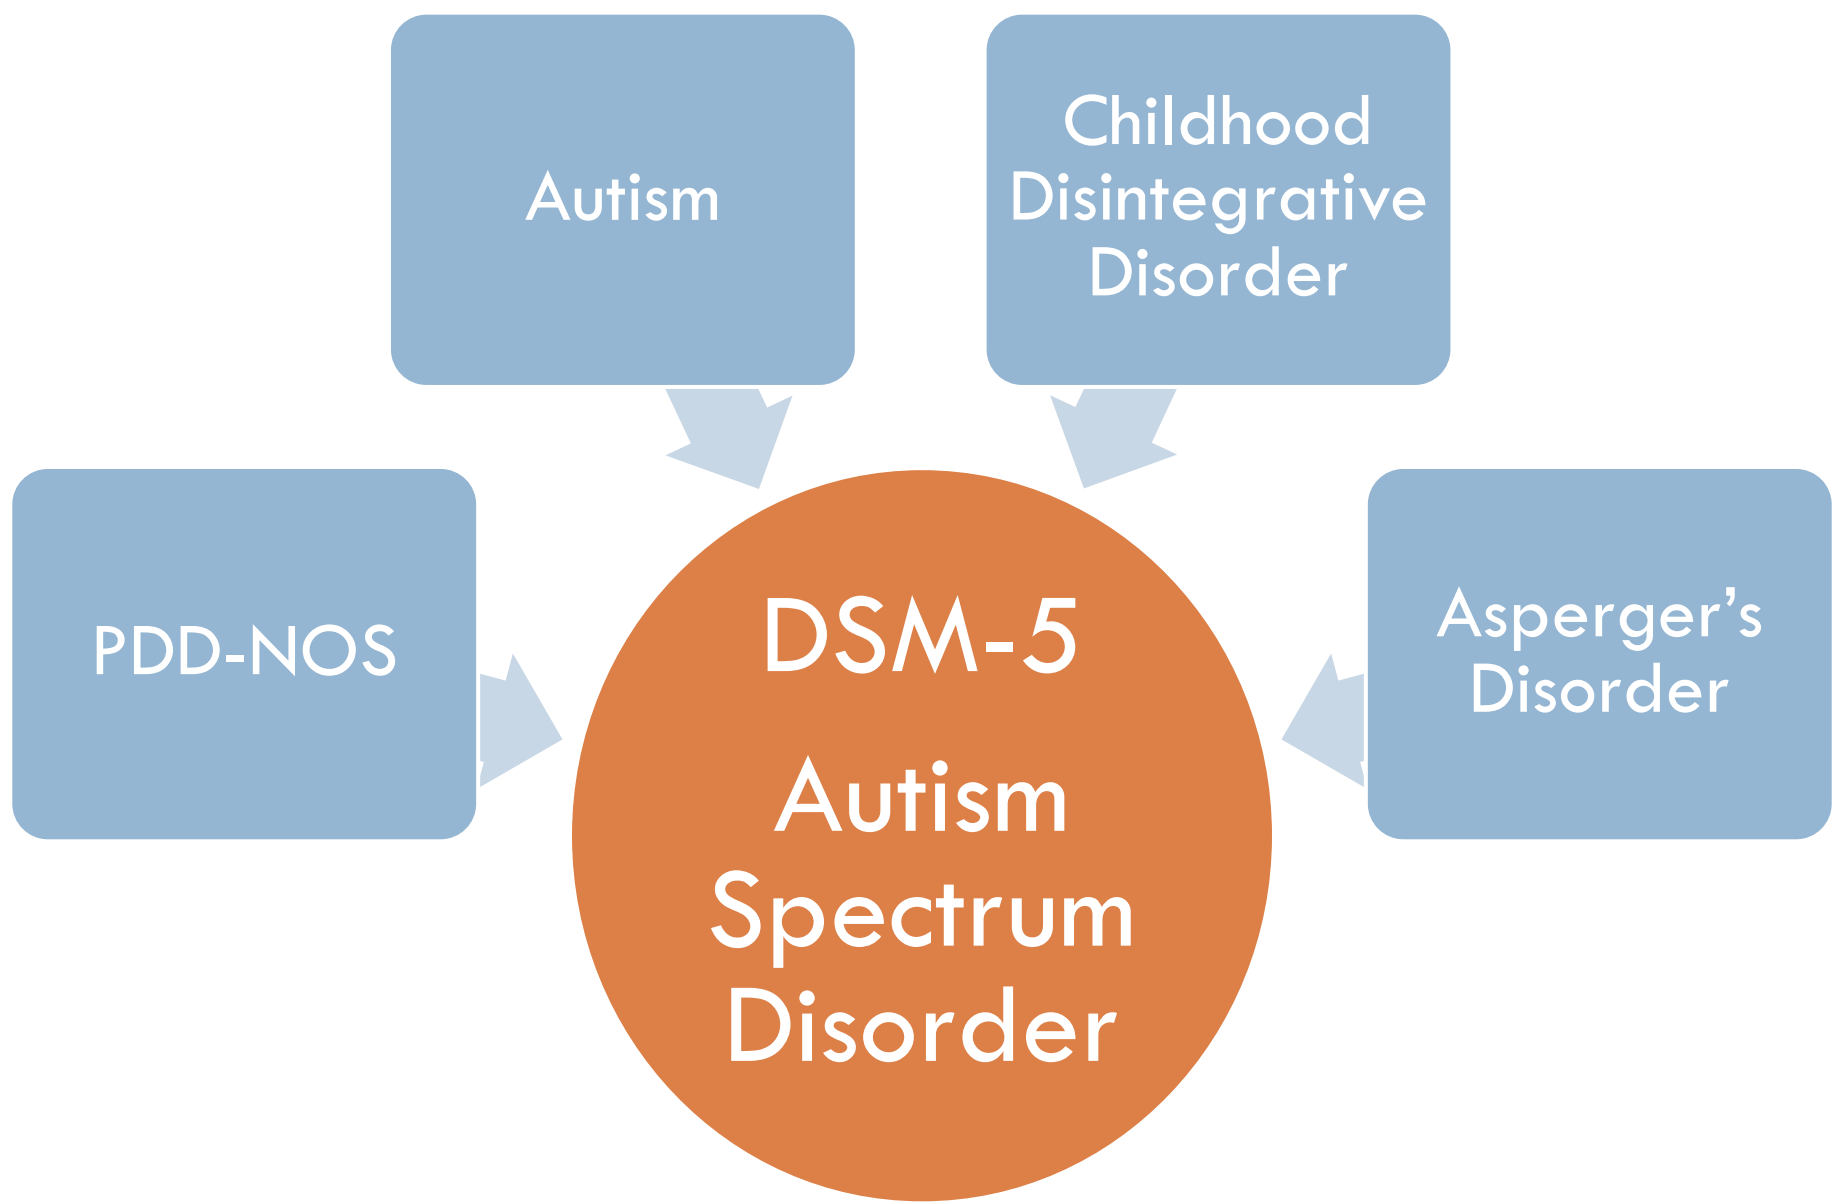 Autism
Childhood
Disintegrative
Disorder
PDD-NOS
Asperger’s
Disorder
DSM-5
Autism
Spectrum
Disorder